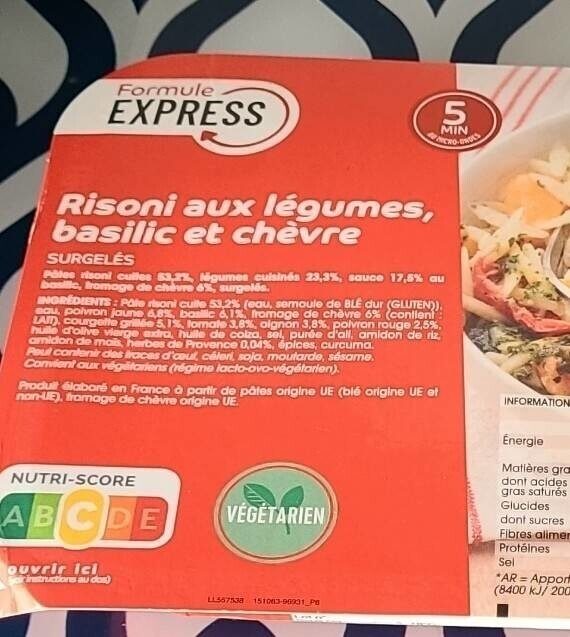 Formule
EXPRESS
5
MIN
AU MICRO-ONDES
Risoni aux légumes,
basilic et chèvre
SURGELÉS
Pâtes risoni cuites 53,2%, légumes cuisinés 23,3%, sauce 17,5% au
basilic, fromage de chèvre 6%, surgelés.
INGRÉDIENTS : Pâte risoni cuite 53,2% (eau, semoule de BLÉ dur (GLUTEN)),
eau, poivron jaune 6,8%, basilic 6,1%, fromage de chèvre 6% (contient :
LAIT), courgette grillée 5,1%, tomate 3,8%, oignon 3,8%, poivron rouge 2,5%,
huile d'olive vierge extra, huile de colza, sel, purée d'ail, amidon de riz,
amidon de maïs, herbes de Provence 0,04%, épices, curcuma.
Peut contenir des traces d'œuf, céleri, soja, moutarde, sésame.
Convient aux végétariens (régime lacto-ovo-végétarien).
Produit élaboré en France à partir de pâtes origine UE (blé origine UE et
non-UE), fromage de chèvre origine UE.
NUTRI-SCORE
A B C D E
VÉGÉTARIEN
ouvrir ici
(voir instructions au dos)
LL557538 151063-96931_P8
INFORMATION
Énergie
Matières gra
dont acides
gras saturés
Glucides
dont sucres
Fibres alimen
Protéines
Sel
*AR = Apport
(8400 kJ/ 200